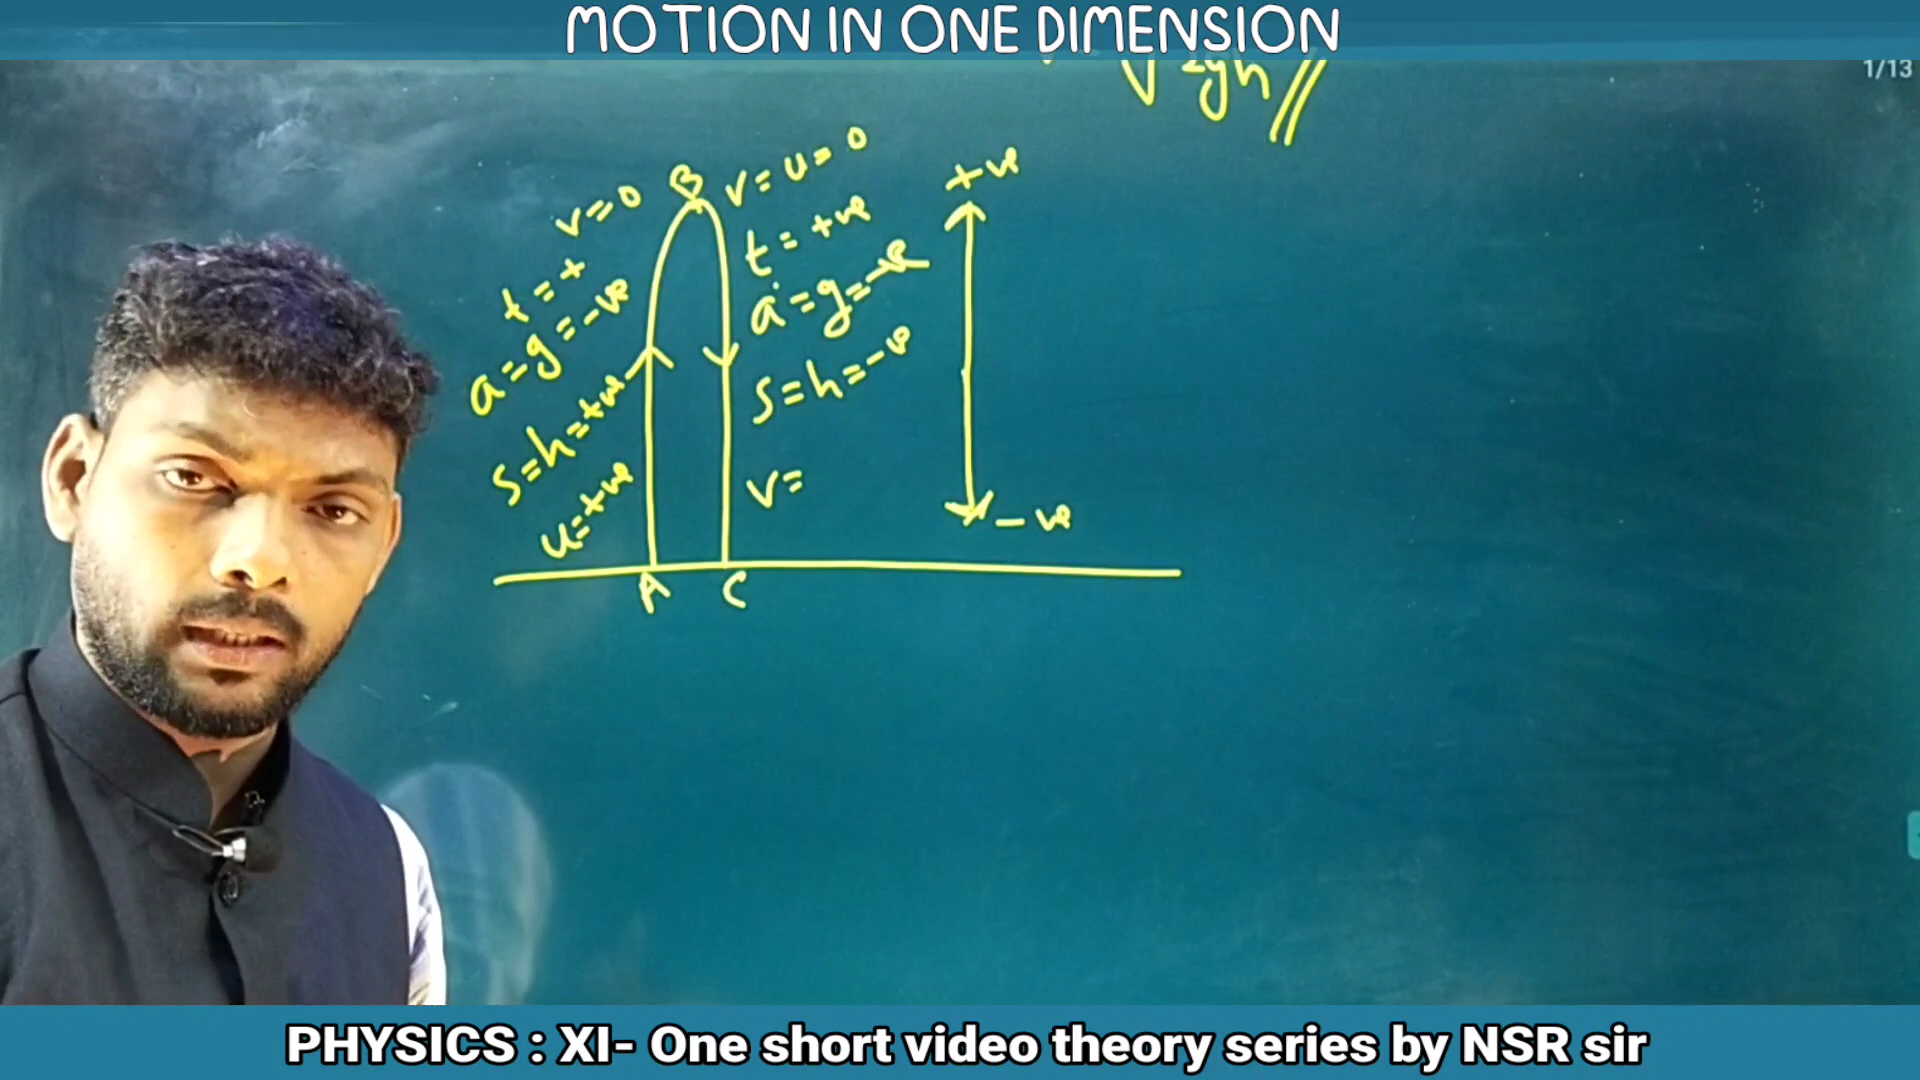 MOTION IN ONE DIMENSION
√2gh //
1/13
B
v=0
v=u=0
+ve
t=+
t=+ve
a=g=-ve
a=g=-ve
s=h=+ve
s=h=-ve
u=+ve
v=
-ve
A
C
PHYSICS : XI- One short video theory series by NSR sir